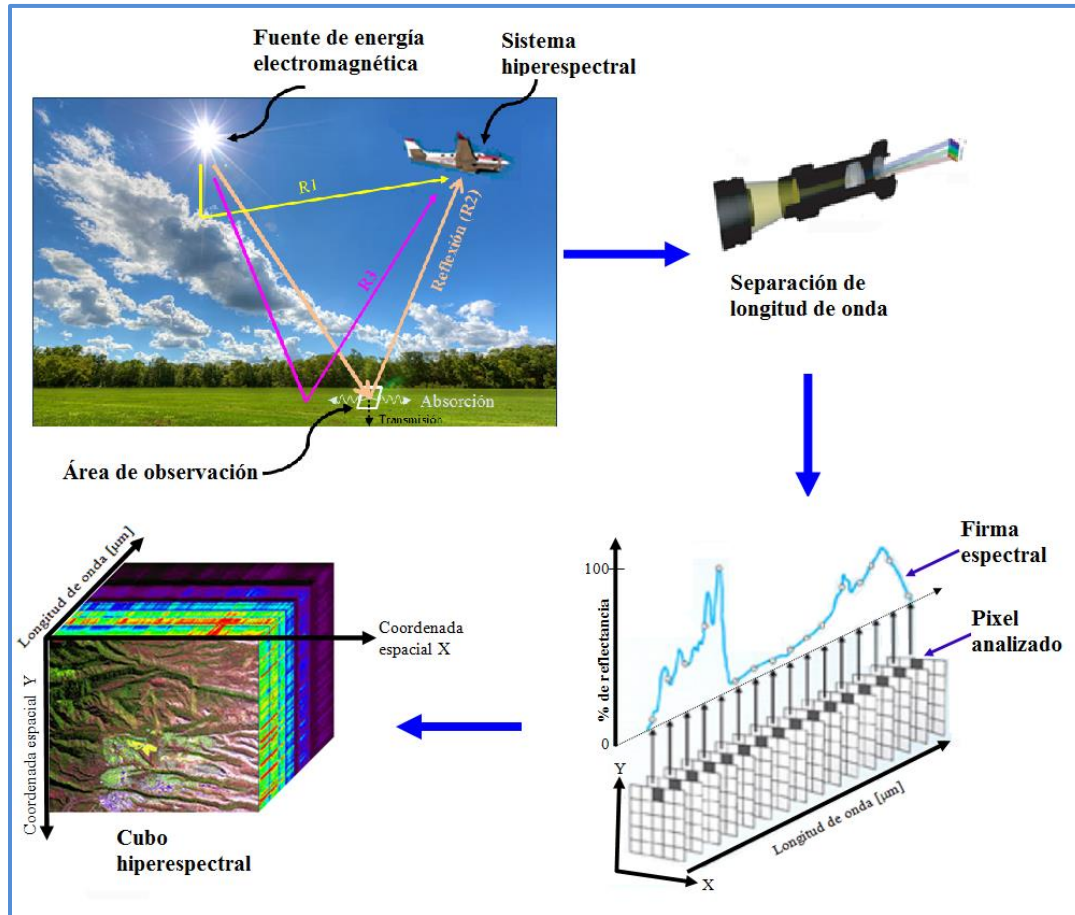 Fuente de energía
electromagnética
Sistema
hiperespectral
R1
R3
Reflexión (R2)
Absorción
Transmisión
Área de observación
Separación de
longitud de onda
Firma
espectral
Pixel
analizado
100
% de reflectancia
0
Y
X
Longitud de onda [μm]
Longitud de onda [μm]
Coordenada
espacial X
Coordenada espacial Y
Cubo
hiperespectral